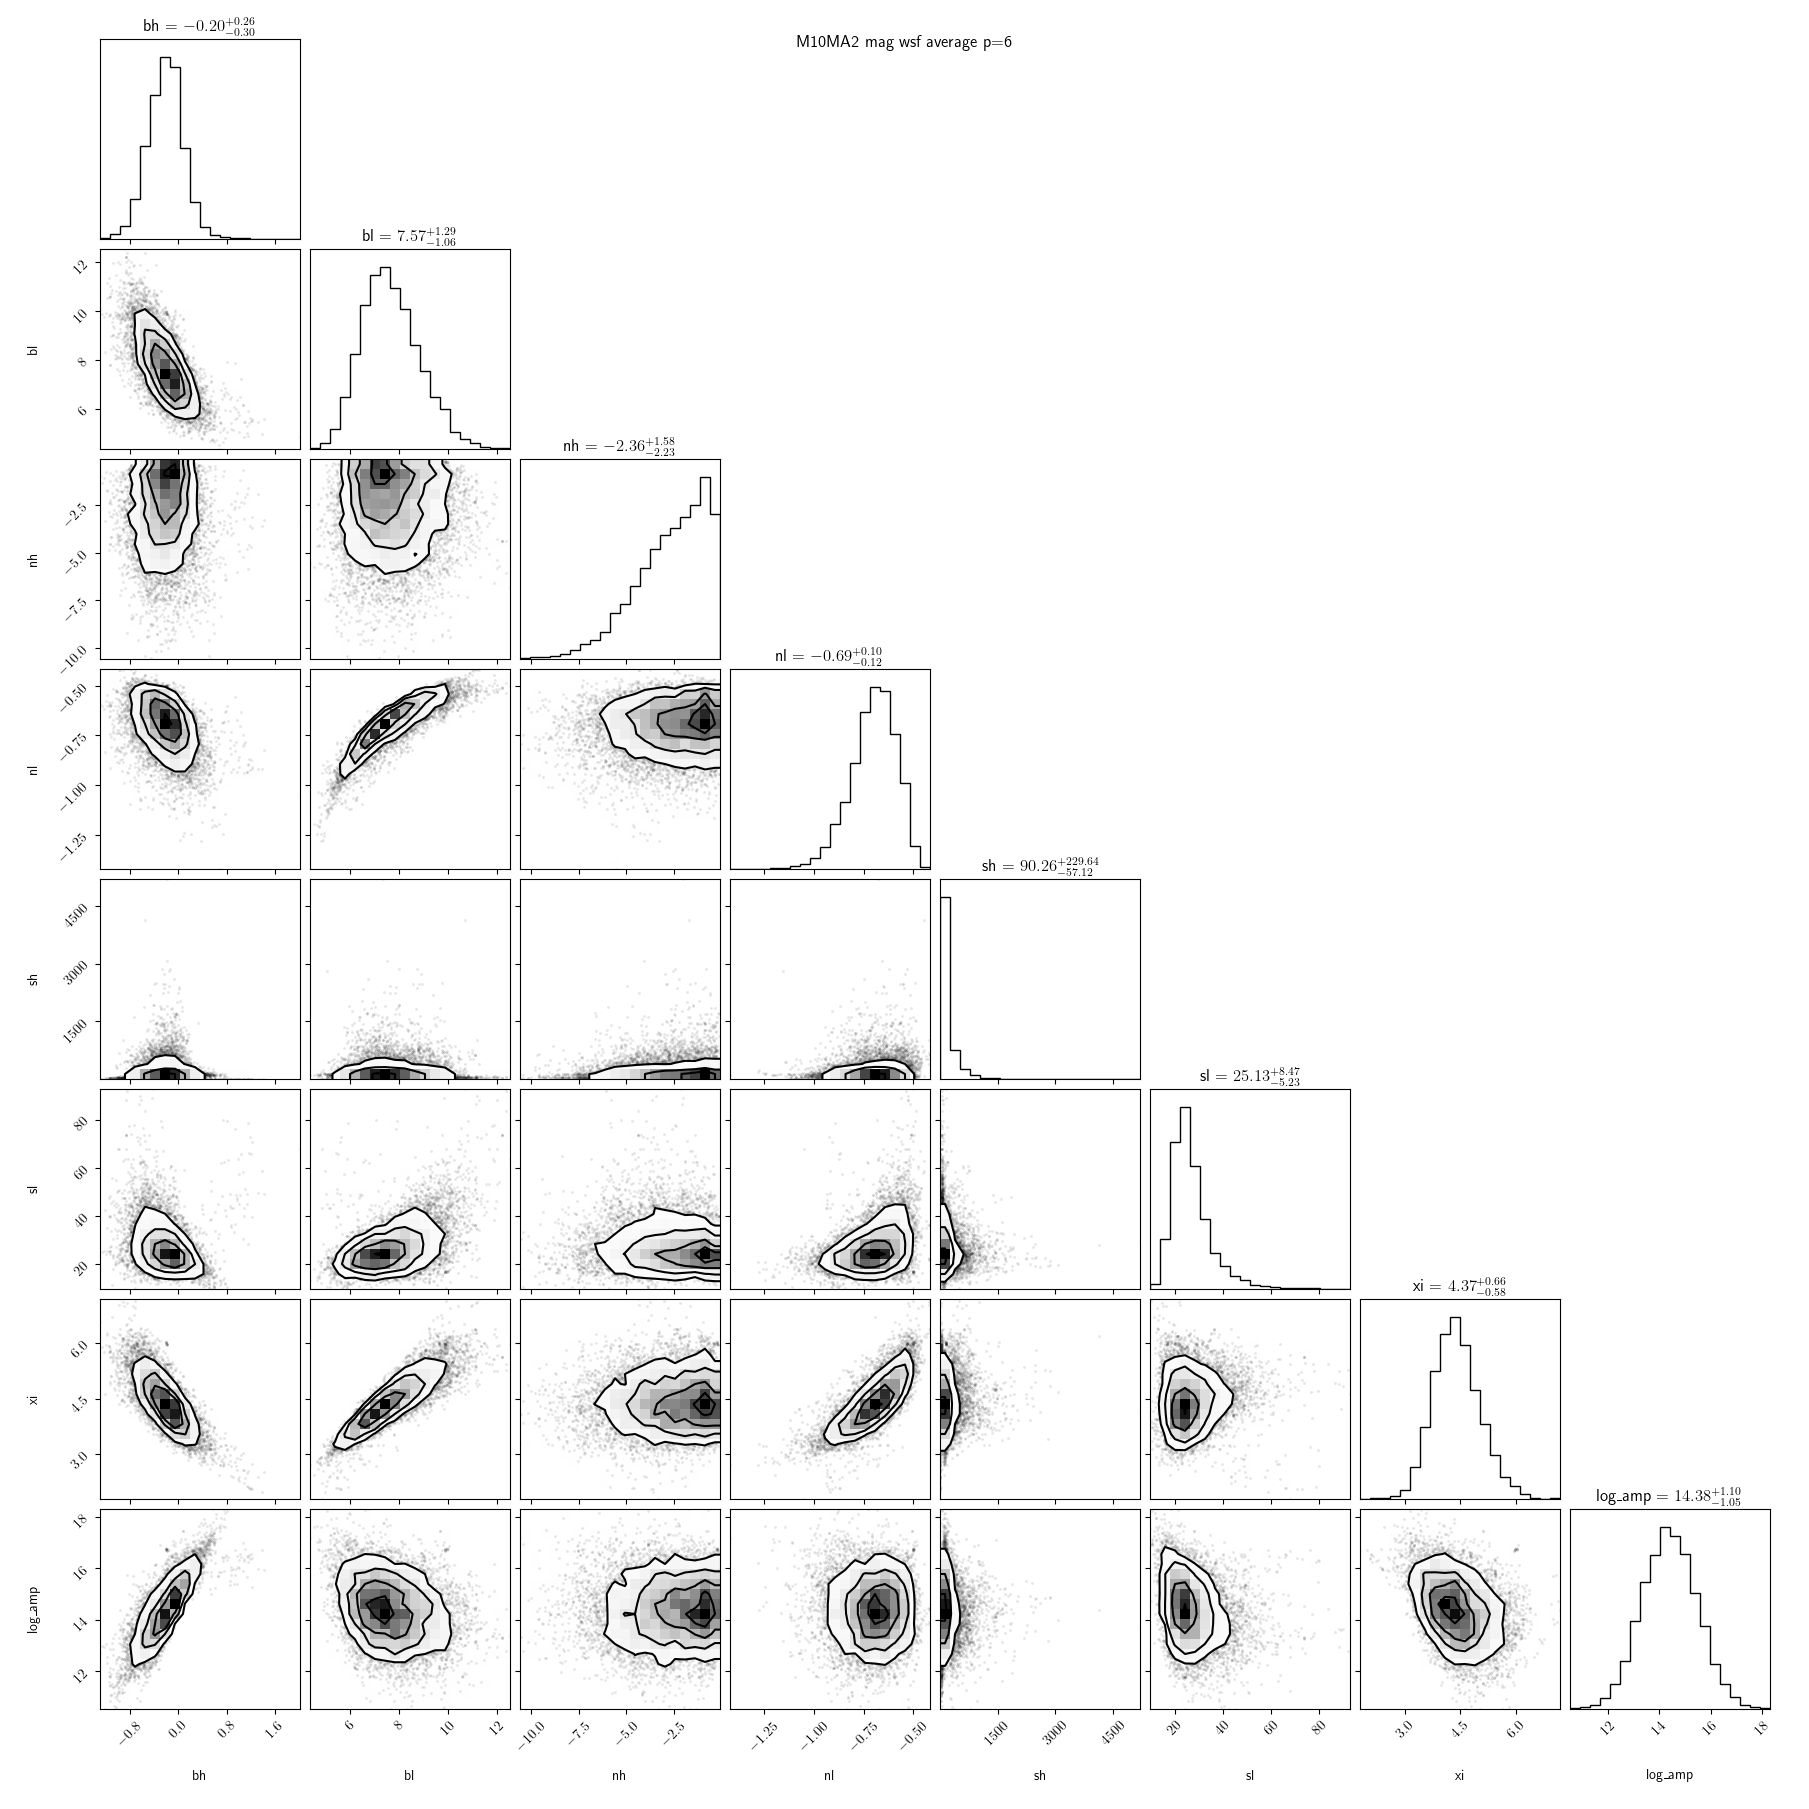 bh = −0.20+0.26−0.30
M10MA2 mag wsf average p=6
bl = 7.57+1.29−1.06
12
10
8
6
bl
nh = −2.36+1.58−2.23
−2.5
−5.0
−7.5
−10.0
nh
nl = −0.69+0.10−0.12
−0.50
−0.75
−1.00
−1.25
nl
sh = 90.26+229.64−57.12
4500
3000
1500
sh
sl = 25.13+8.47−5.23
80
60
40
20
sl
xi = 4.37+0.66−0.58
6.0
4.5
3.0
xi
log_amp = 14.38+1.10−1.05
18
16
14
12
log_amp
−0.8 0.0 0.8 1.6 6 8 10 12 −10.0 −7.5 −5.0 −2.5 −1.25 −1.00 −0.75 −0.50 1500 3000 4500 20 40 60 80 3.0 4.5 6.0 12 14 16 18
bh bl nh nl sh sl xi log_amp